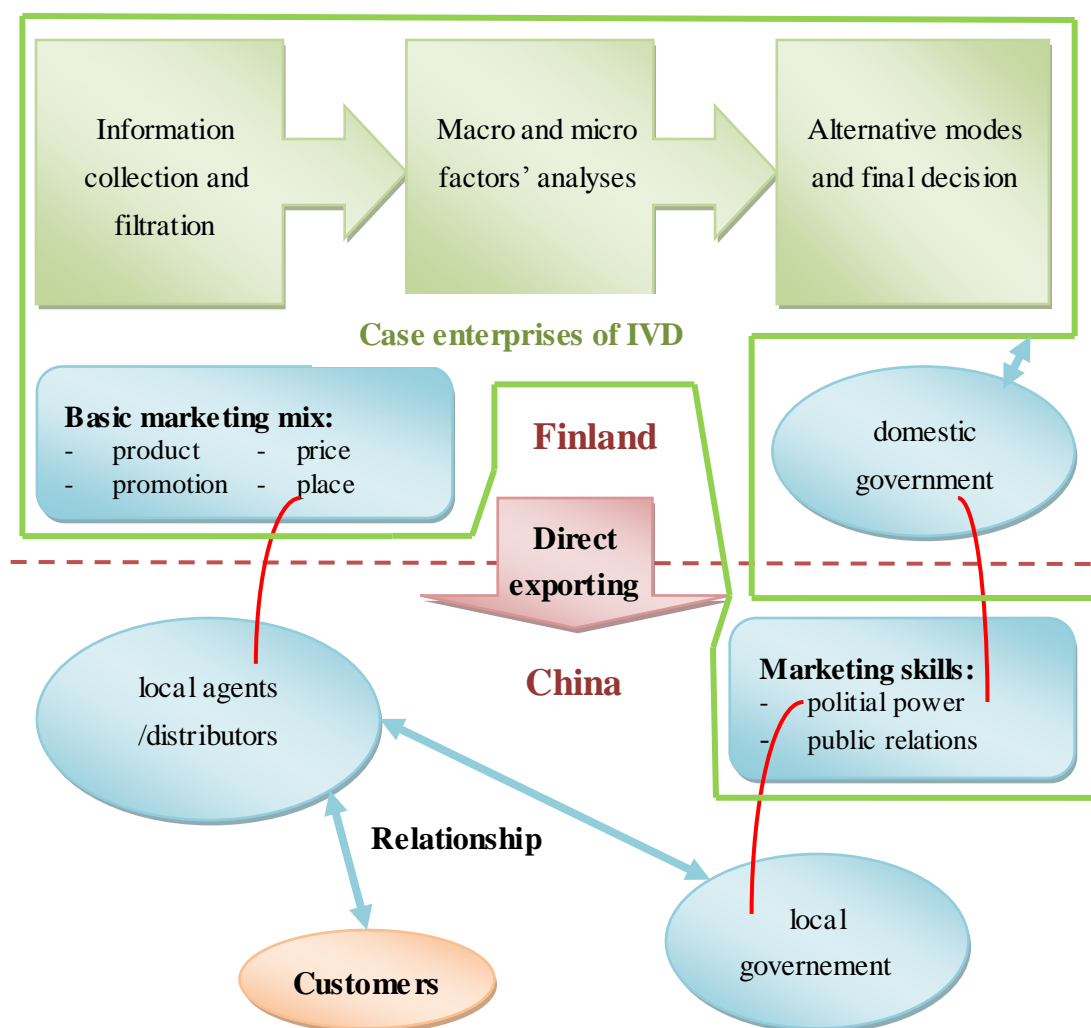 Information
collection and
filtration
Macro and micro
factors’ analyses
Alternative modes
and final decision
Case enterprises of IVD
Basic marketing mix:
- product - price
- promotion - place
Finland
domestic
government
Direct
exporting
China
local agents
/distributors
Marketing skills:
- politial power
- public relations
Relationship
local
governement
Customers